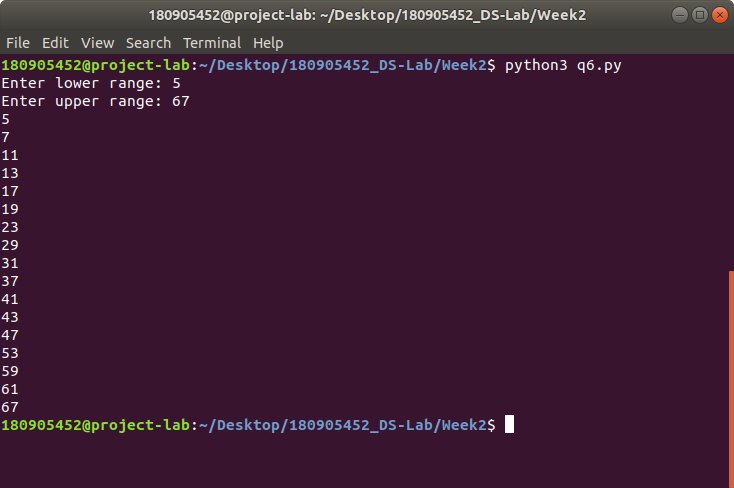 180905452@project-lab: ~/Desktop/180905452_DS-Lab/Week2
File Edit View Search Terminal Help
180905452@project-lab:~/Desktop/180905452_DS-Lab/Week2$ python3 q6.py
Enter lower range: 5
Enter upper range: 67
5
7
11
13
17
19
23
29
31
37
41
43
47
53
59
61
67
180905452@project-lab:~/Desktop/180905452_DS-Lab/Week2$